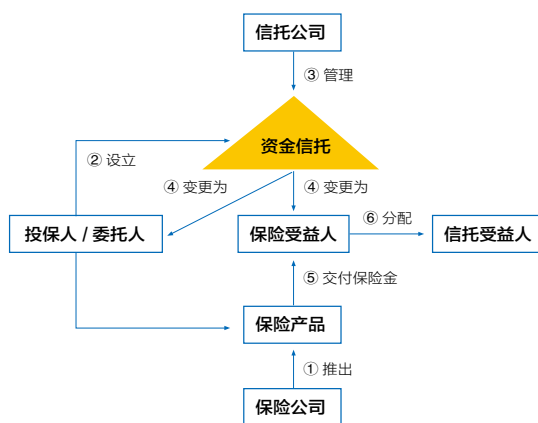 信托公司
③ 管理
资金信托
② 设立
④ 变更为
④ 变更为
投保人 / 委托人
保险受益人
⑥ 分配
信托受益人
⑤ 交付保险金
保险产品
① 推出
保险公司